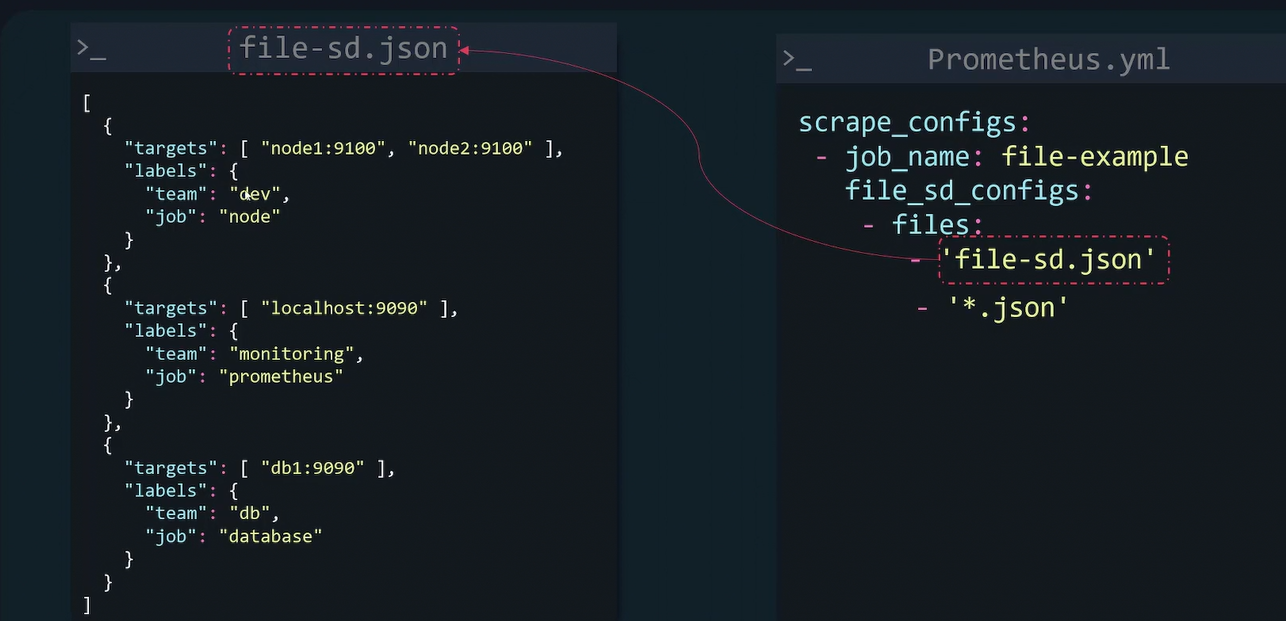 >_ file-sd.json
[
  {
    "targets": [ "node1:9100", "node2:9100" ],
    "labels": {
      "team": "dev",
      "job": "node"
    }
  },
  {
    "targets": [ "localhost:9090" ],
    "labels": {
      "team": "monitoring",
      "job": "prometheus"
    }
  },
  {
    "targets": [ "db1:9090" ],
    "labels": {
      "team": "db",
      "job": "database"
    }
  }
]
>_ Prometheus.yml
scrape_configs:
  - job_name: file-example
    file_sd_configs:
      - files:
          - 'file-sd.json'
          - '*.json'